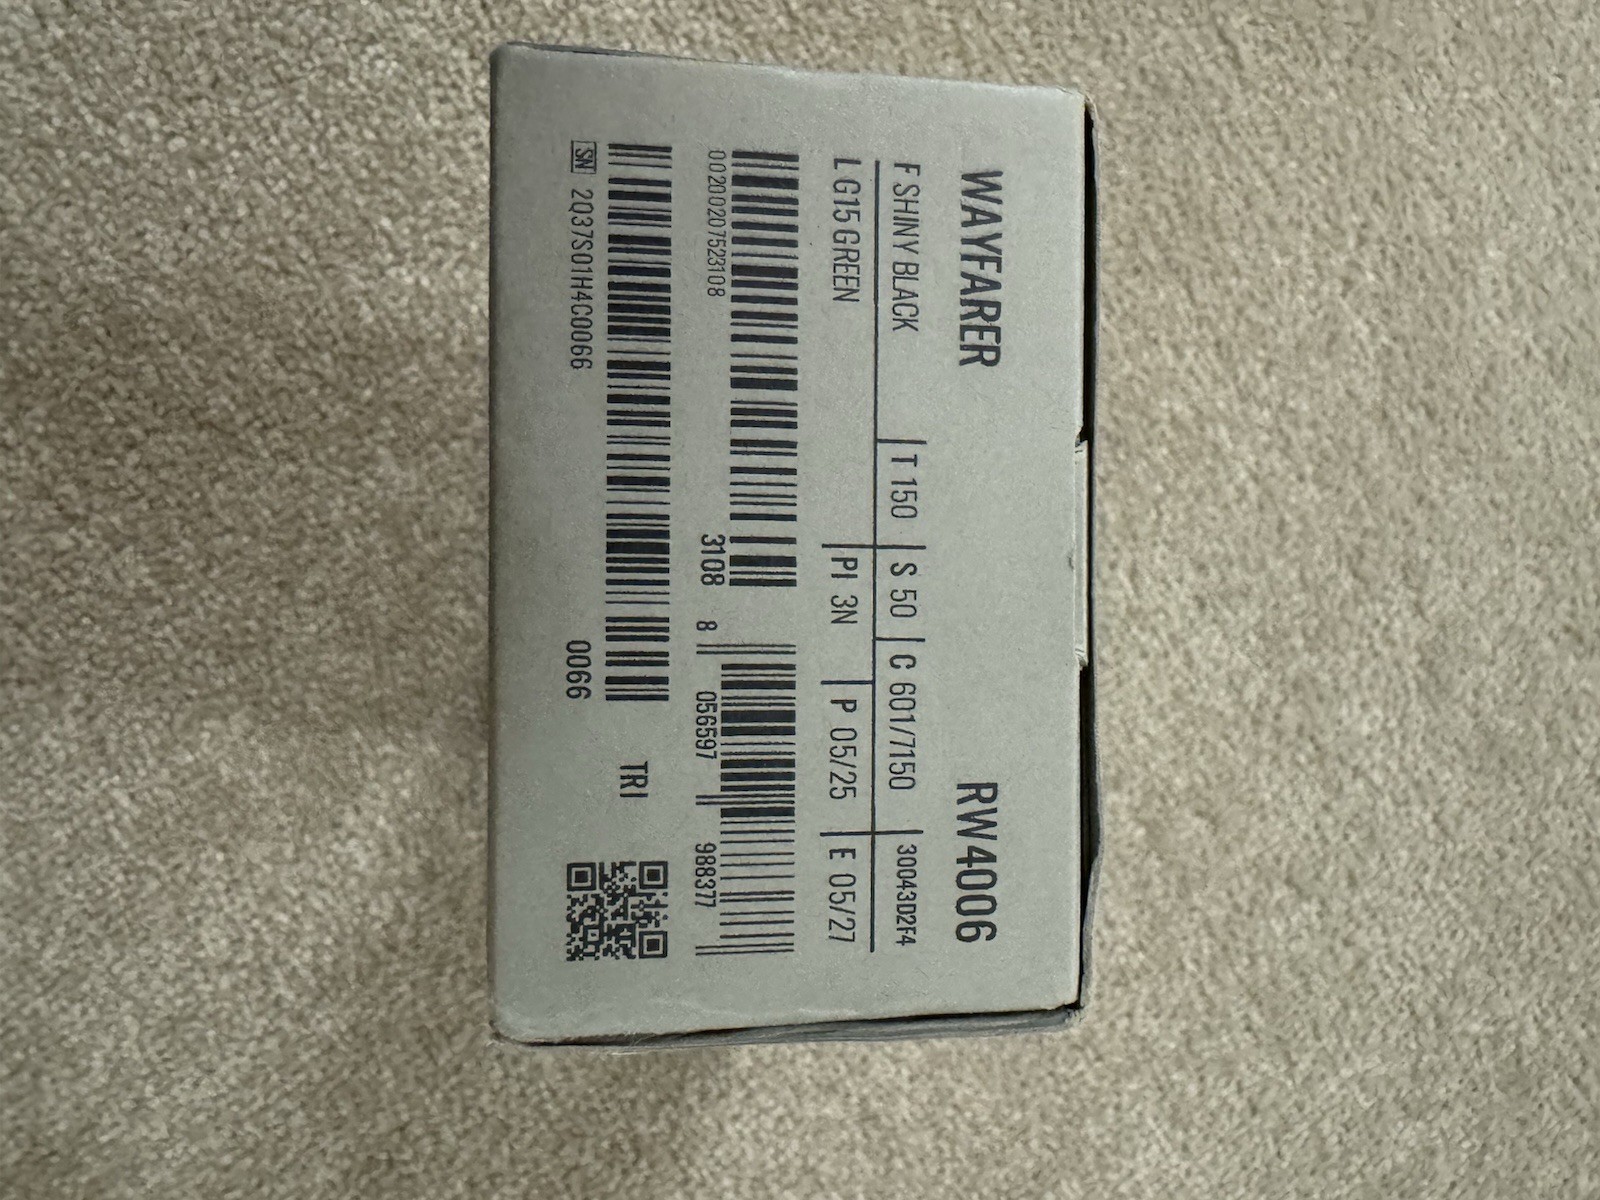 WAYFARER RW4006
F SHINY BLACK T 150 S 50 C 601/7150 30043D2F4
L G15 GREEN PI 3N P 05/25 E 05/27
00200207523108 3108 8 056597 988377
SN 2Q37S01H4C0066 0066 TRI